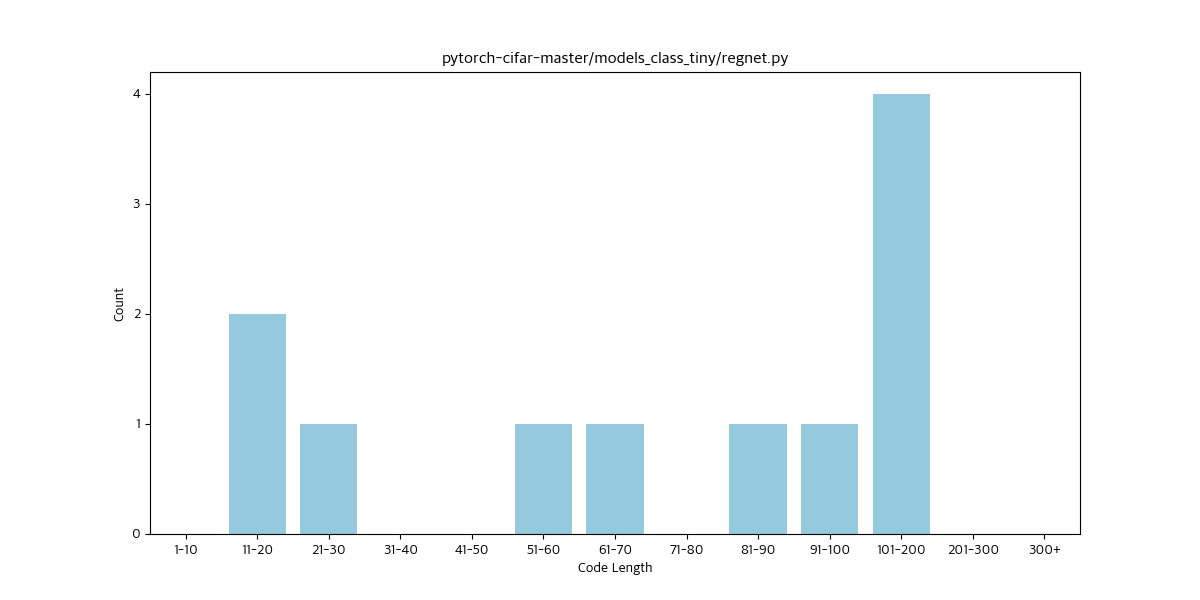 pytorch-cifar-master/models_class_tiny/regnet.py
Count
4
3
2
1
0
1-10 11-20 21-30 31-40 41-50 51-60 61-70 71-80 81-90 91-100 101-200 201-300 300+
Code Length